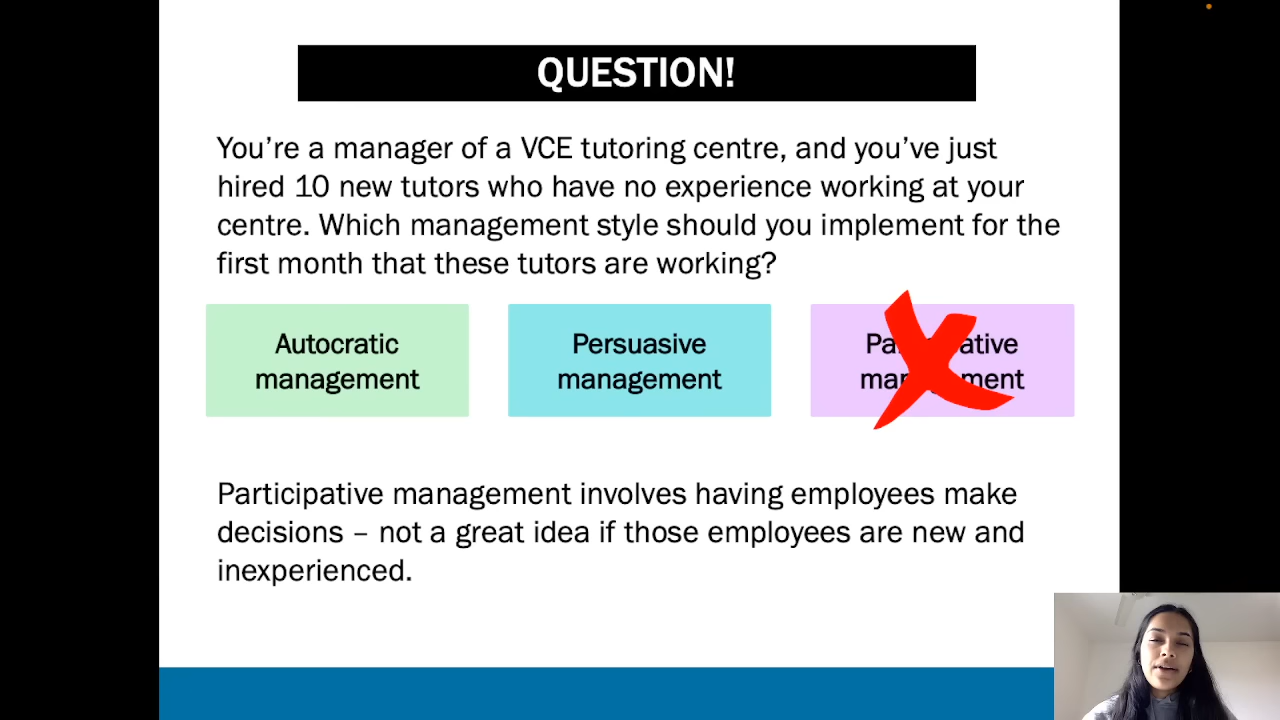 QUESTION!
You’re a manager of a VCE tutoring centre, and you’ve just
hired 10 new tutors who have no experience working at your
centre. Which management style should you implement for the
first month that these tutors are working?
Autocratic
management
Persuasive
management
Participative
management
Participative management involves having employees make
decisions – not a great idea if those employees are new and
inexperienced.